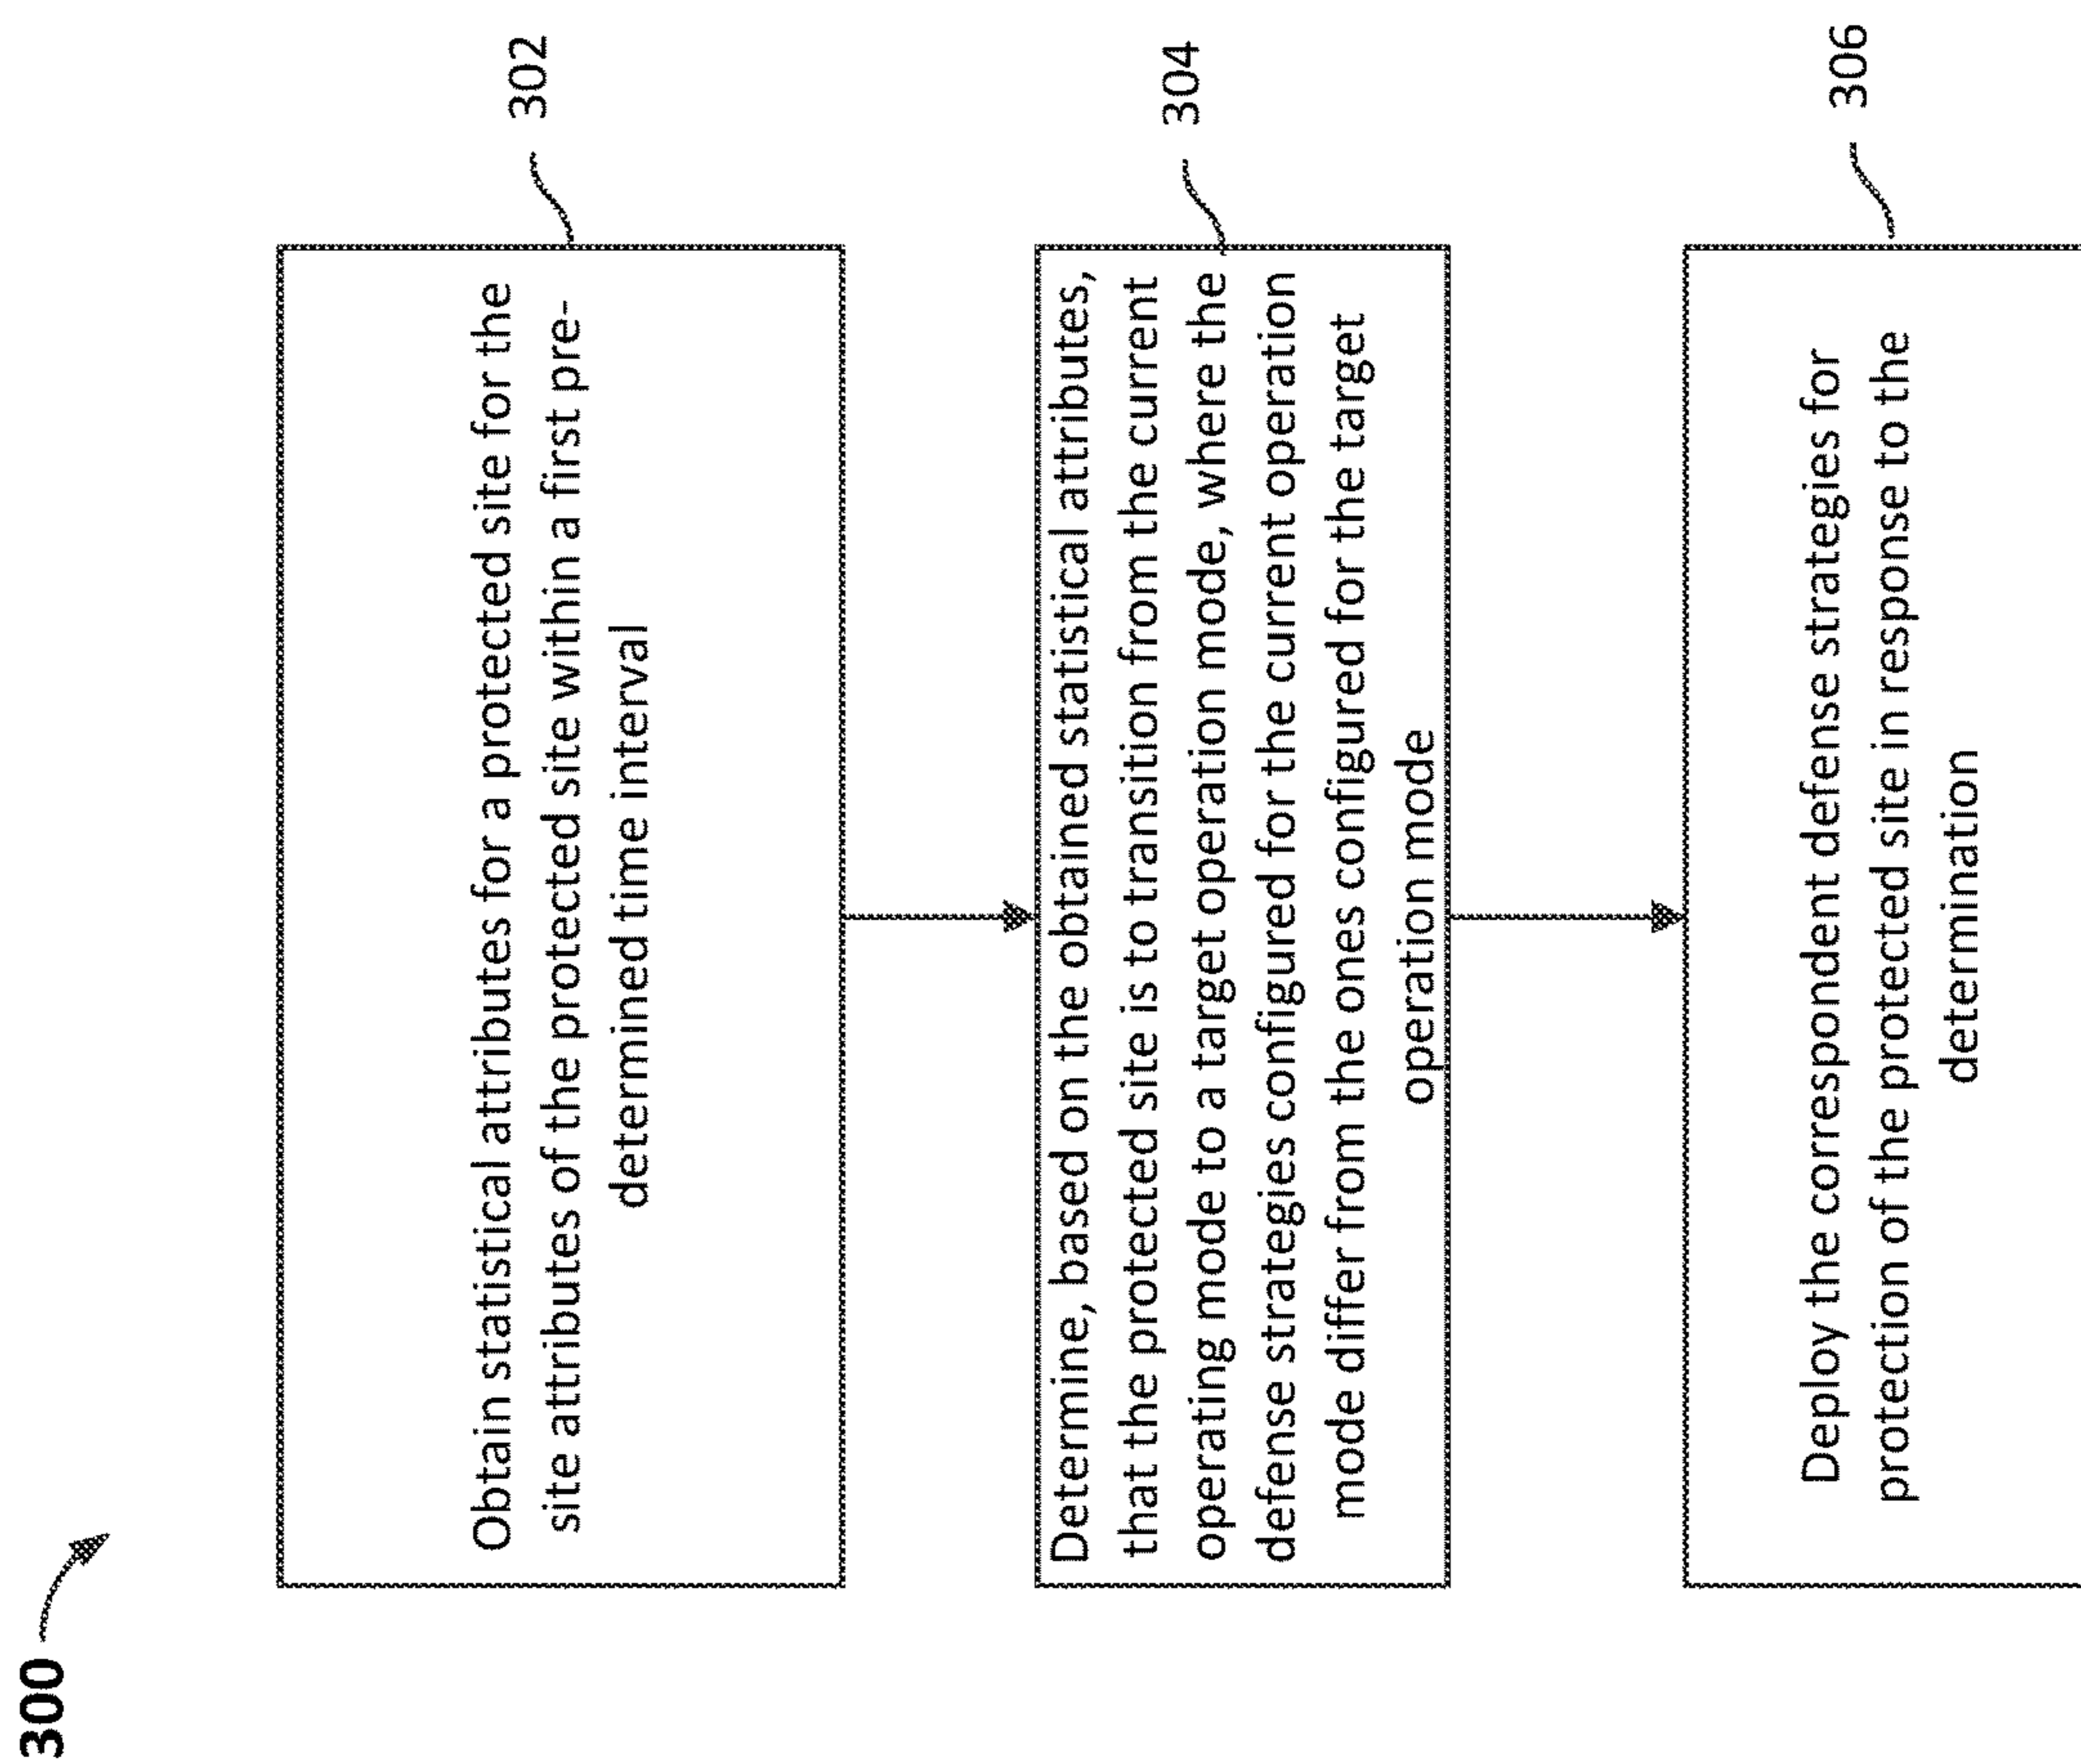 300
Obtain statistical attributes for a protected site for the
site attributes of the protected site within a first pre-
determined time interval
302
Determine, based on the obtained statistical attributes,
that the protected site is to transition from the current
operating mode to a target operation mode, where the
defense strategies configured for the current operation
mode differ from the ones configured for the target
operation mode
304
Deploy the correspondent defense strategies for
protection of the protected site in response to the
determination
306